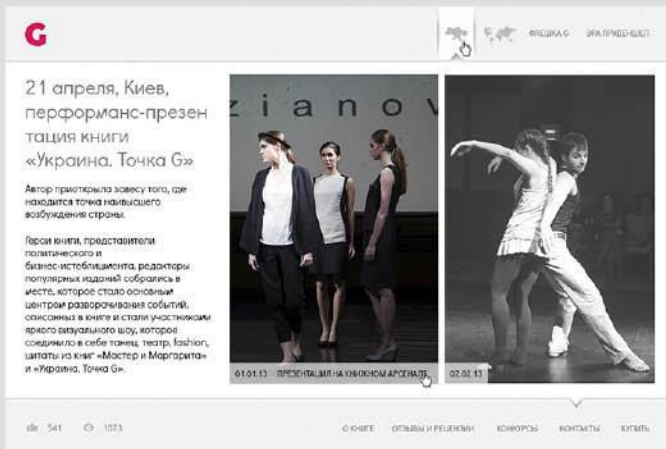 G
ФЛЕШКА G
21 апреля, Киев,
перформанс-презен
тация книги
«Украина. Точка G»
Автор приоткрыла завесу того, где
находится точка наивысшего
возбуждения страны.
Герои книги, представители
политического и
бизнес-истеблишмента, редакторы
популярных изданий собрались в
месте, которое стало основным
центром разворачивания событий,
описанных в книге и стали участниками
яркого визуального шоу, которое
соединило в себе танец, театр, fashion,
цитаты из книг «Мастер и Маргарита»
и «Украина. Точка G».
zianov
01.01.13 ПРЕЗЕНТАЦИЯ НА КНИЖНОМ АРСЕНАЛЕ
02.02.13
541
1073
О КНИГЕ ОТЗЫВЫ И РЕЦЕНЗИИ КОНКУРСЫ КОНТАКТЫ КУПИТЬ